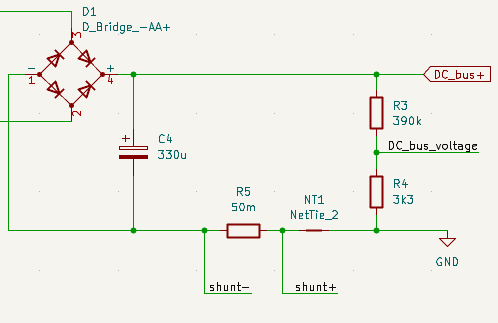 D1
D_Bridge_-AA+
3
-
1
+
4
2
DC_bus+
+
C4
330u
R3
390k
DC_bus_voltage
R4
3k3
R5
50m
NT1
NetTie_2
GND
shunt-
shunt+